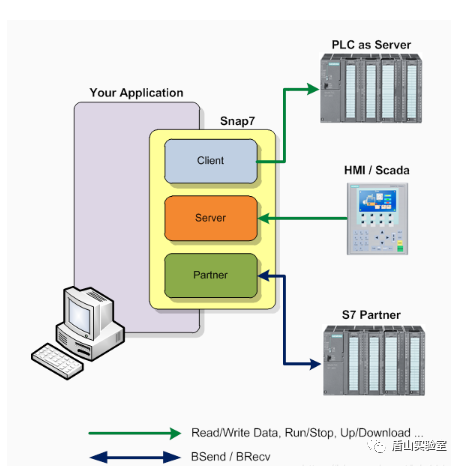 PLC as Server
Your Application
Snap7
Client
HMI / Scada
Server
Partner
S7 Partner
Read/Write Data, Run/Stop, Up/Download ...
BSend / BRecv
盾山实验室